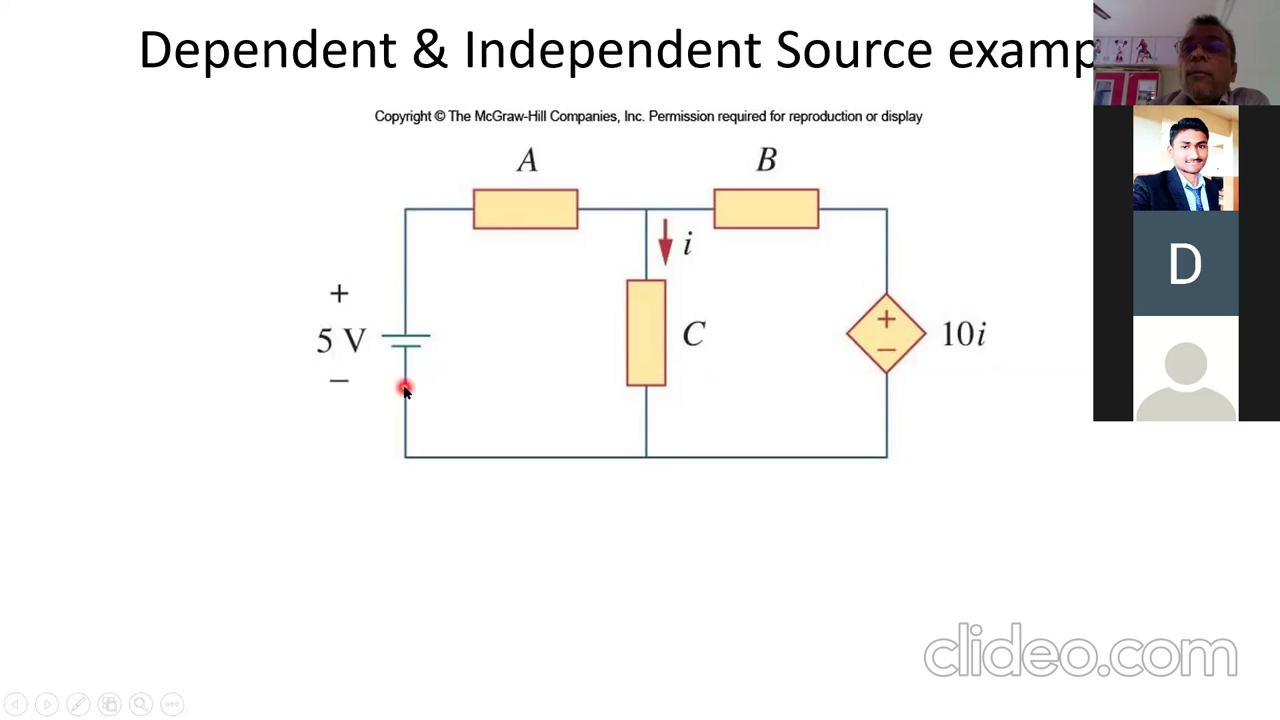 Dependent & Independent Source examp
Copyright © The McGraw-Hill Companies, Inc. Permission required for reproduction or display
A
B
i
+
5 V
−
C
+
−
10i
D
clideo.com